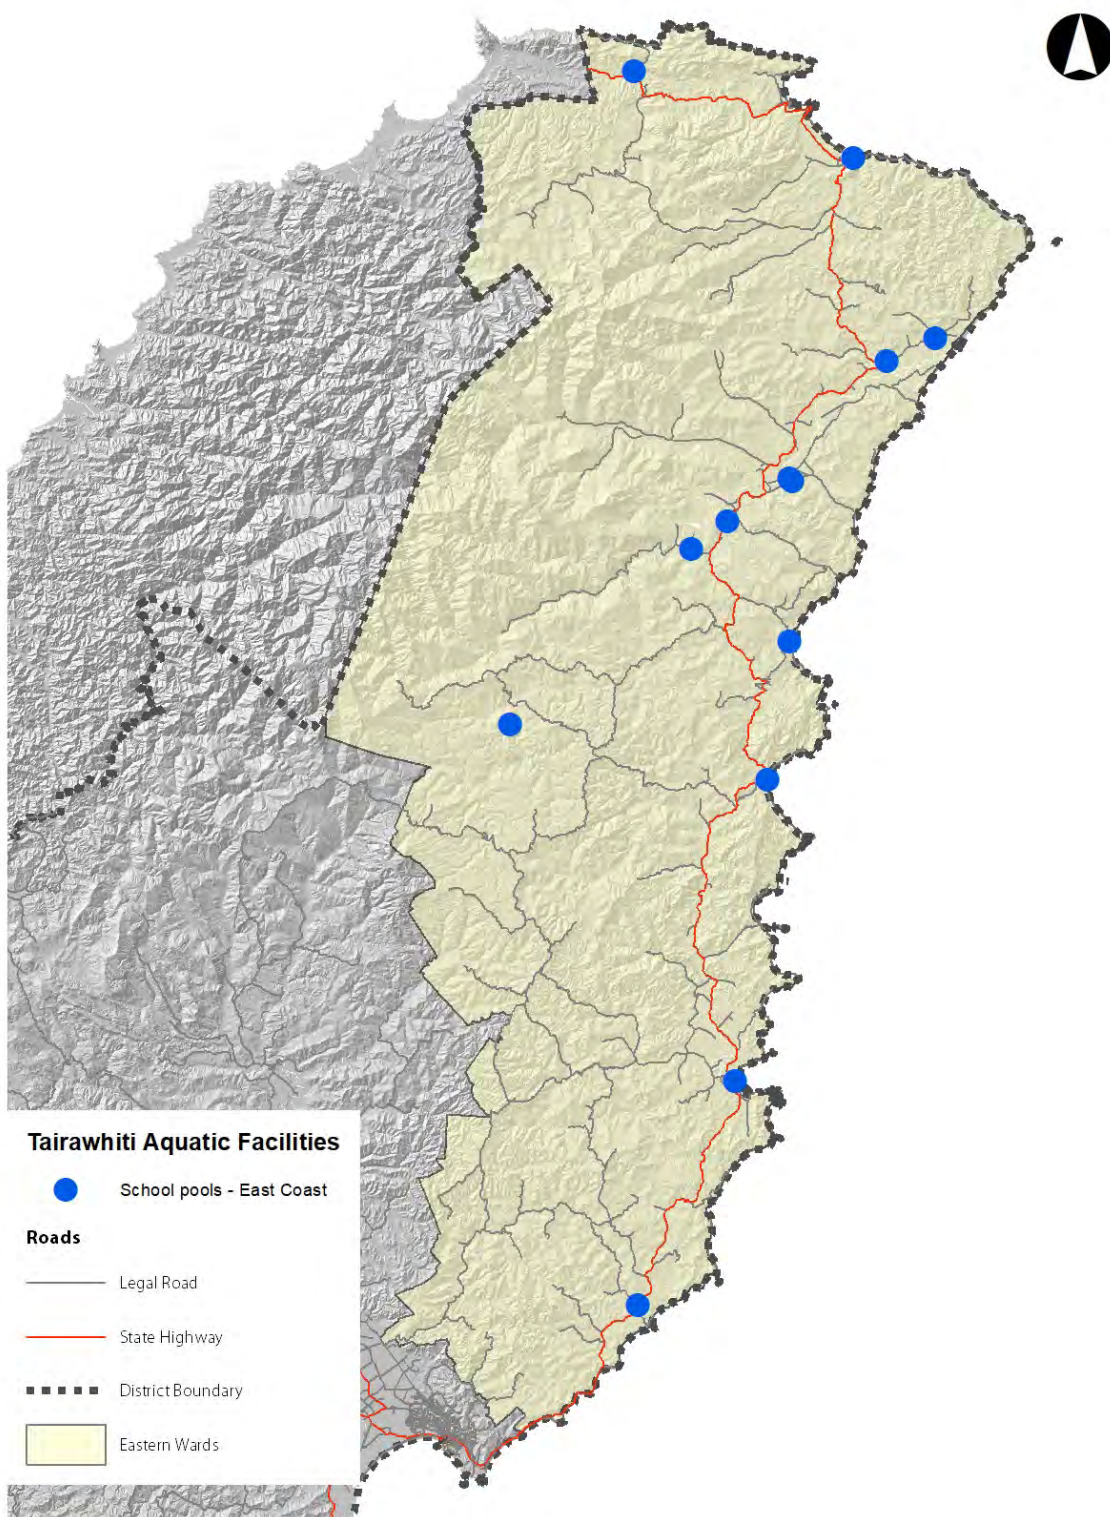 Tairawhiti Aquatic Facilities
School pools - East Coast
Roads
Legal Road
State Highway
District Boundary
Eastern Wards